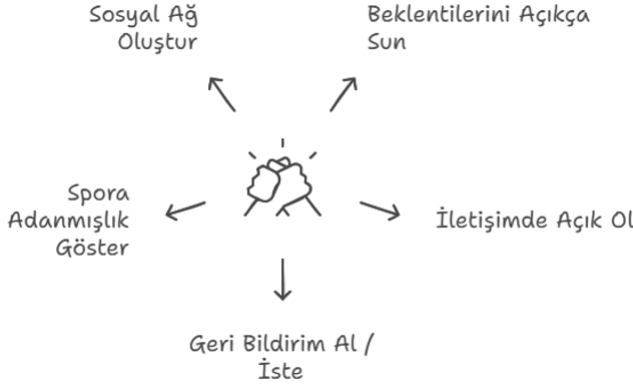 Sosyal Ağ
Oluştur
Beklentilerini Açıkça
Sun
Spora
Adanmışlık
Göster
İletişimde Açık Ol
Geri Bildirim Al /
İste